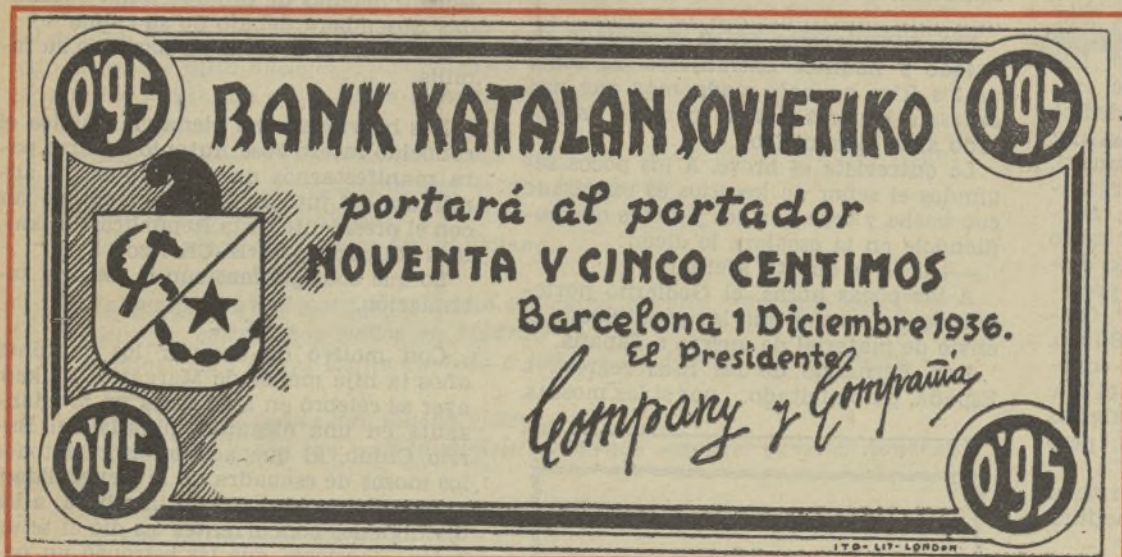 0'95 0'95
BANK KATALAN SOVIETIKO
portará al portador
NOVENTA Y CINCO CENTIMOS
Barcelona 1 Diciembre 1936.
El Presidente.
Company y Compañia
0'95 0'95
ITO-LIT-LONDON